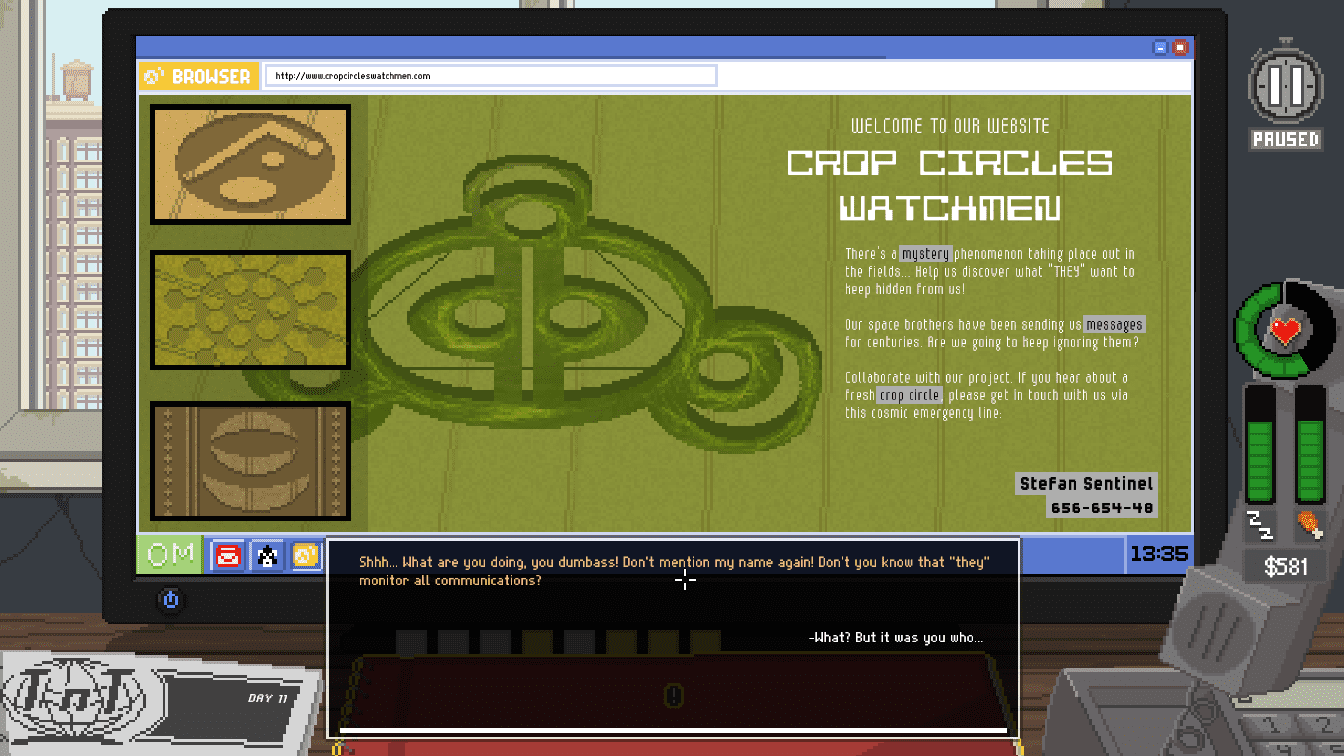 BROWSER
http://www.cropcircleswatchmen.com
PAUSED
WELCOME TO OUR WEBSITE
CROP CIRCLES
WATCHMEN
There's a mystery phenomenon taking place out in
the fields... Help us discover what "THEY" want to
keep hidden from us!
Our space brothers have been sending us messages
for centuries. Are we going to keep ignoring them?
Collaborate with our project. If you hear about a
fresh crop circle, please get in touch with us via
this cosmic emergency line:
Stefan Sentinel
656-654-48
OM
13:35
$581
Shhh... What are you doing, you dumbass! Don't mention my name again! Don't you know that "they"
monitor all communications?
-What? But it was you who...
DAY 11
1 2